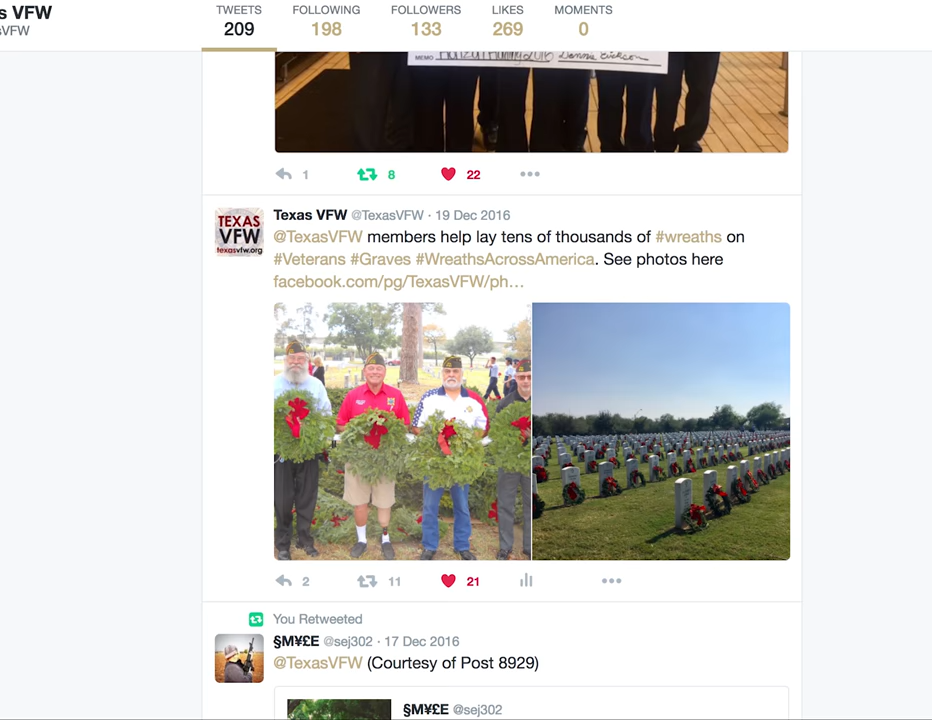 s VFW
sVFW
TWEETS FOLLOWING FOLLOWERS LIKES MOMENTS
209 198 133 269 0
MEMO Dennis Erickson
1 8 22
TEXAS
VFW
texasvfw.org
Texas VFW @TexasVFW · 19 Dec 2016
@TexasVFW members help lay tens of thousands of #wreaths on
#Veterans #Graves #WreathsAcrossAmerica. See photos here
facebook.com/pg/TexasVFW/ph…
2 11 21
You Retweeted
§M¥£E @sej302 · 17 Dec 2016
@TexasVFW (Courtesy of Post 8929)
§M¥£E @sej302